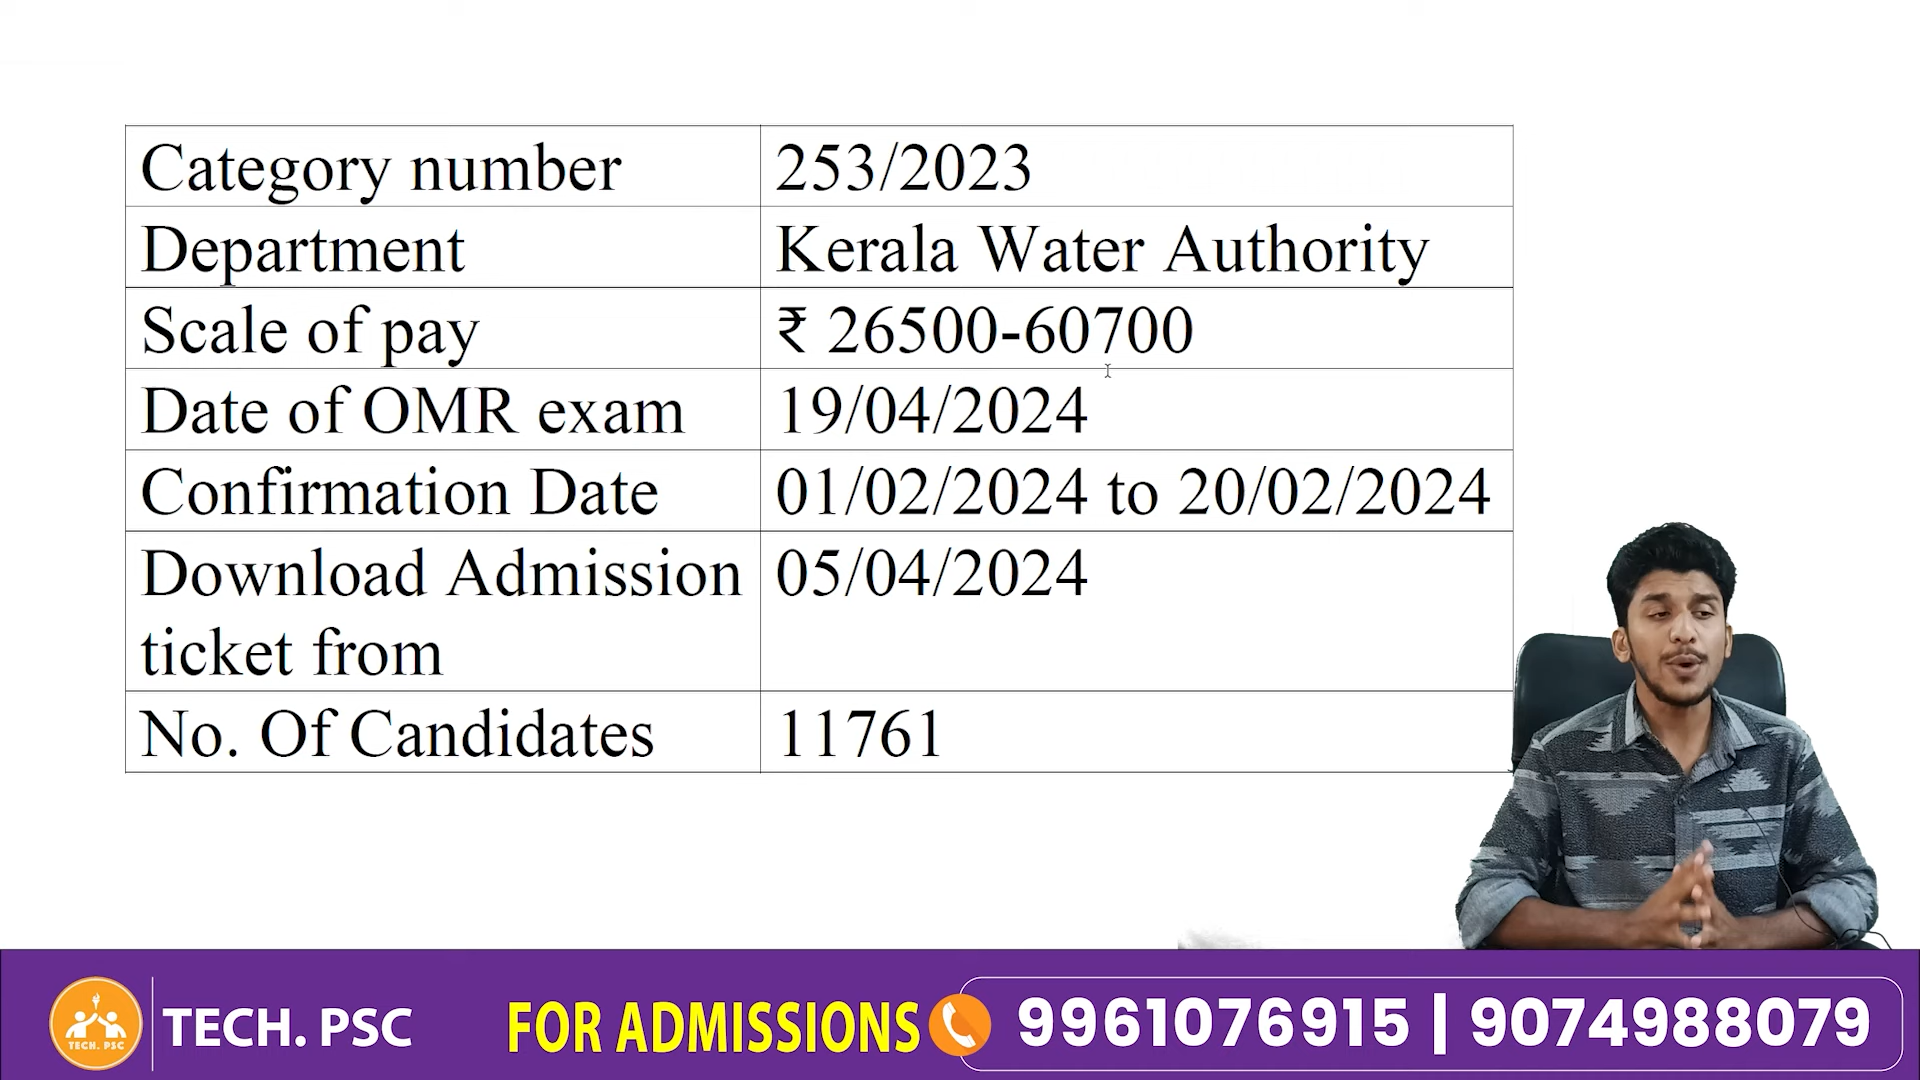 Category number 253/2023
Department Kerala Water Authority
Scale of pay ₹ 26500-60700
Date of OMR exam 19/04/2024
Confirmation Date 01/02/2024 to 20/02/2024
Download Admission 05/04/2024
ticket from
No. Of Candidates 11761
TECH. PSC
TECH. PSC
FOR ADMISSIONS
9961076915 | 9074988079